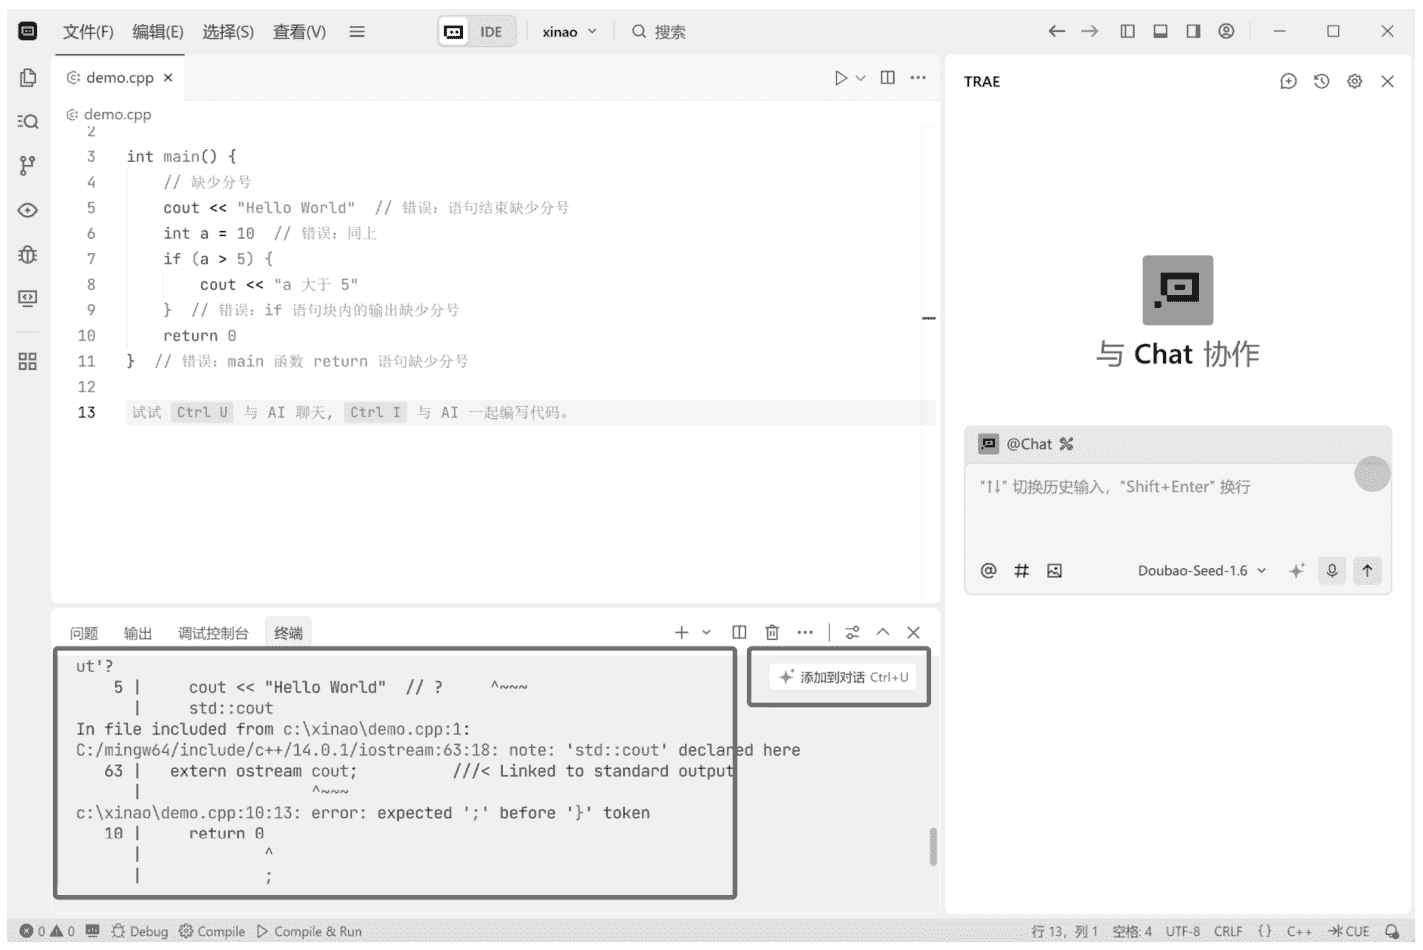 文件(F) 编辑(E) 选择(S) 查看(V) IDE xinao 搜索
demo.cpp
demo.cpp
2
3 int main() {
4 // 缺少分号
5 cout << "Hello World" // 错误: 语句结束缺少分号
6 int a = 10 // 错误: 同上
7 if (a > 5) {
8 cout << "a 大于 5"
9 } // 错误: if 语句块内的输出缺少分号
10 return 0
11 } // 错误: main 函数 return 语句缺少分号
12
13 试试 Ctrl U 与 AI 聊天, Ctrl I 与 AI 一起编写代码。
问题 输出 调试控制台 终端
ut'?
5 | cout << "Hello World" // ? ^~~~
| std::cout
In file included from c:\xinao\demo.cpp:1:
C:/mingw64/include/c++/14.0.1/iostream:63:18: note: 'std::cout' declared here
63 | extern ostream cout; ///< Linked to standard output
| ^~~~
c:\xinao\demo.cpp:10:13: error: expected ';' before '}' token
10 | return 0
| ^
| ;
添加到对话 Ctrl+U
TRAE
与 Chat 协作
@Chat
"↑↓" 切换历史输入, "Shift+Enter" 换行
@ # Doubao-Seed-1.6
0 0 Debug Compile Compile & Run 行 13, 列 1 空格: 4 UTF-8 CRLF {} C++ CUE